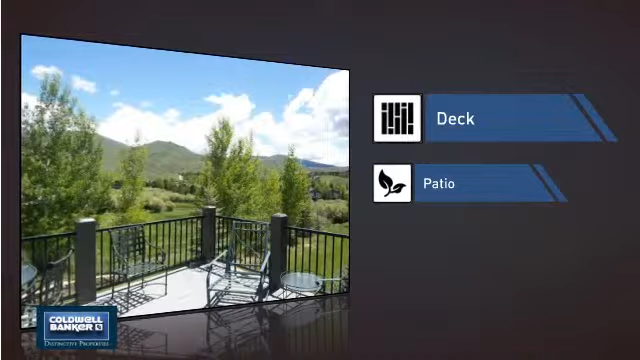 Deck
Patio
COLDWELL
BANKER
DISTINCTIVE PROPERTIES